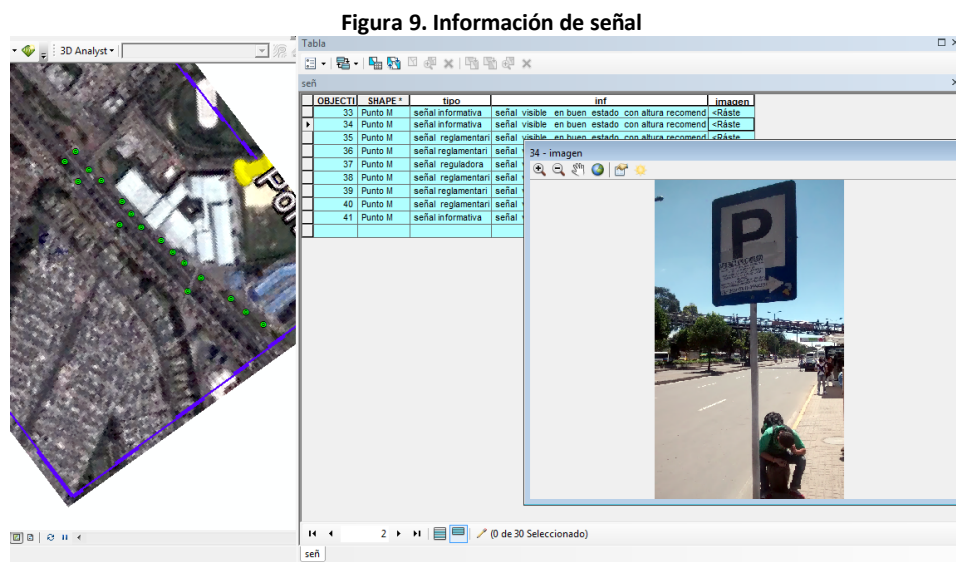 Figura 9. Información de señal
3D Analyst
Tabla
señ
OBJECTI SHAPE * tipo inf imagen
33 Punto M señal informativa señal visible en buen estado con altura recomend <Ráste
34 Punto M señal informativa señal visible en buen estado con altura recomend <Ráste
35 Punto M señal reglamentari señal visible en buen estado con altura recomend <Ráste
36 Punto M señal reglamentari señal
37 Punto M señal reguladora señal
38 Punto M señal reglamentari señal
39 Punto M señal reglamentari señal
40 Punto M señal reglamentari señal
41 Punto M señal informativa señal
34 - imagen
P
2
(0 de 30 Seleccionado)
señ